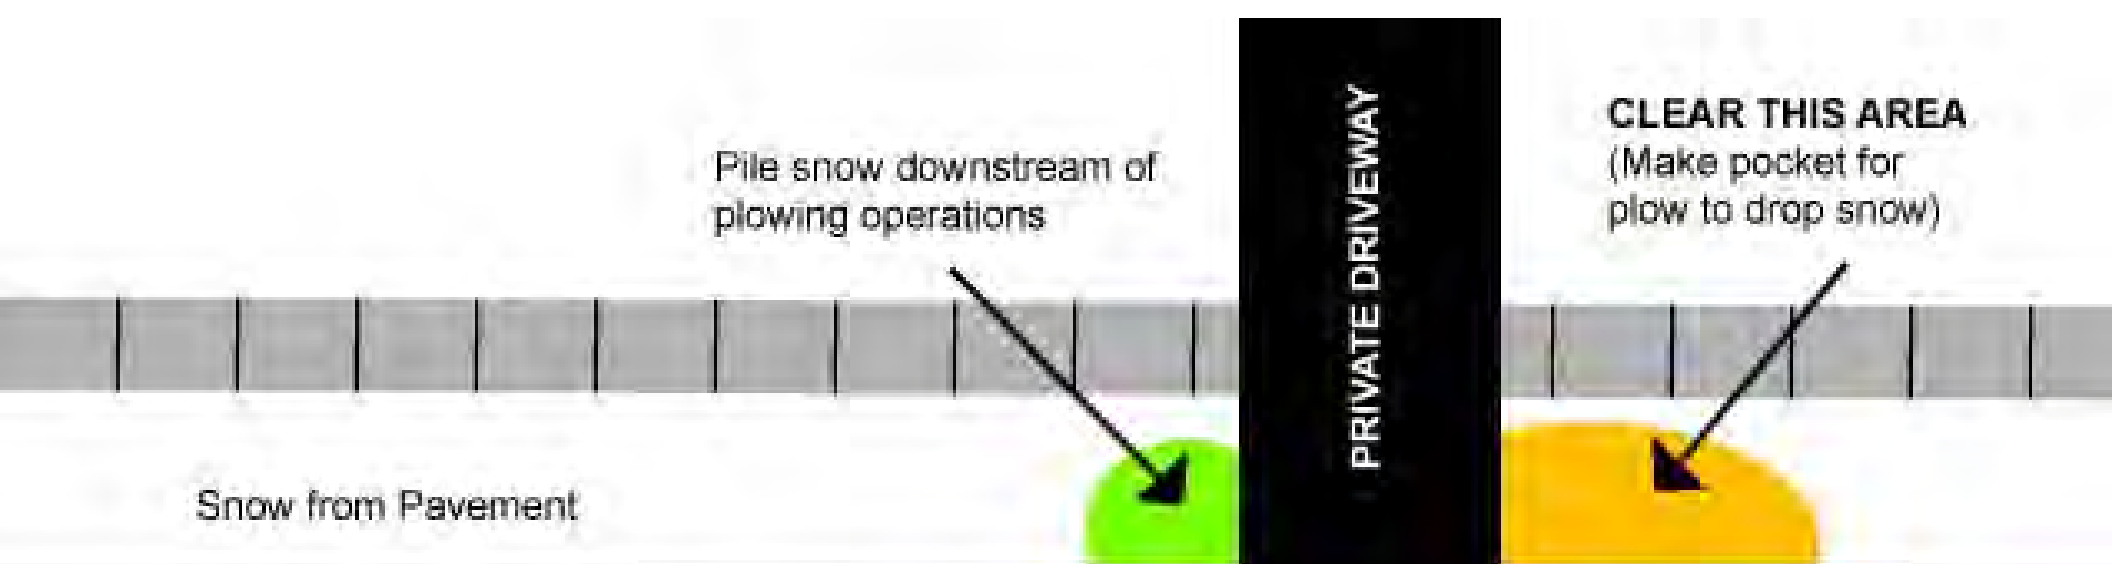 Pile snow downstream of
plowing operations
PRIVATE DRIVEWAY
CLEAR THIS AREA
(Make pocket for
plow to drop snow)
Snow from Pavement